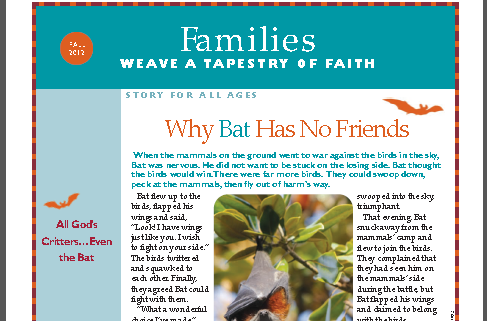 FALL
2012
Families
WEAVE A TAPESTRY OF FAITH
STORY FOR ALL AGES
Why Bat Has No Friends
When the mammals on the ground went to war against the birds in the sky,
Bat was nervous. He did not want to be stuck on the losing side. Bat thought
the birds would win.There were far more birds. They could swoop down,
peck at the mammals, then fly out of harm's way.
All God's
Critters...Even
the Bat
Bat flew up to the
birds, flapped his
wings and said,
"Look! I have wings
just like you. I wish
to fight on your side."
The birds twittered
and squawked to
each other. Finally,
they agreed Bat could
fight with them.
"What a wonderful
choice I've made"
swooped into the sky,
triumphant.
That evening, Bat
snuck away from the
mammals' camp and
flew to join the birds.
They complained that
they had seen him on
the mammals' side
during the battle, but
Bat flapped his wings
and claimed to belong
with the birds